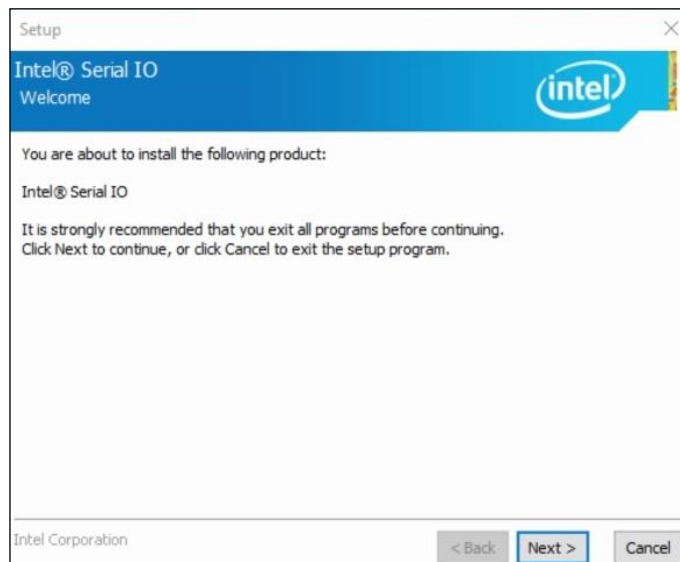 Setup
Intel® Serial IO
Welcome
intel
You are about to install the following product:
Intel® Serial IO
It is strongly recommended that you exit all programs before continuing.
Click Next to continue, or click Cancel to exit the setup program.
Intel Corporation
< Back Next > Cancel